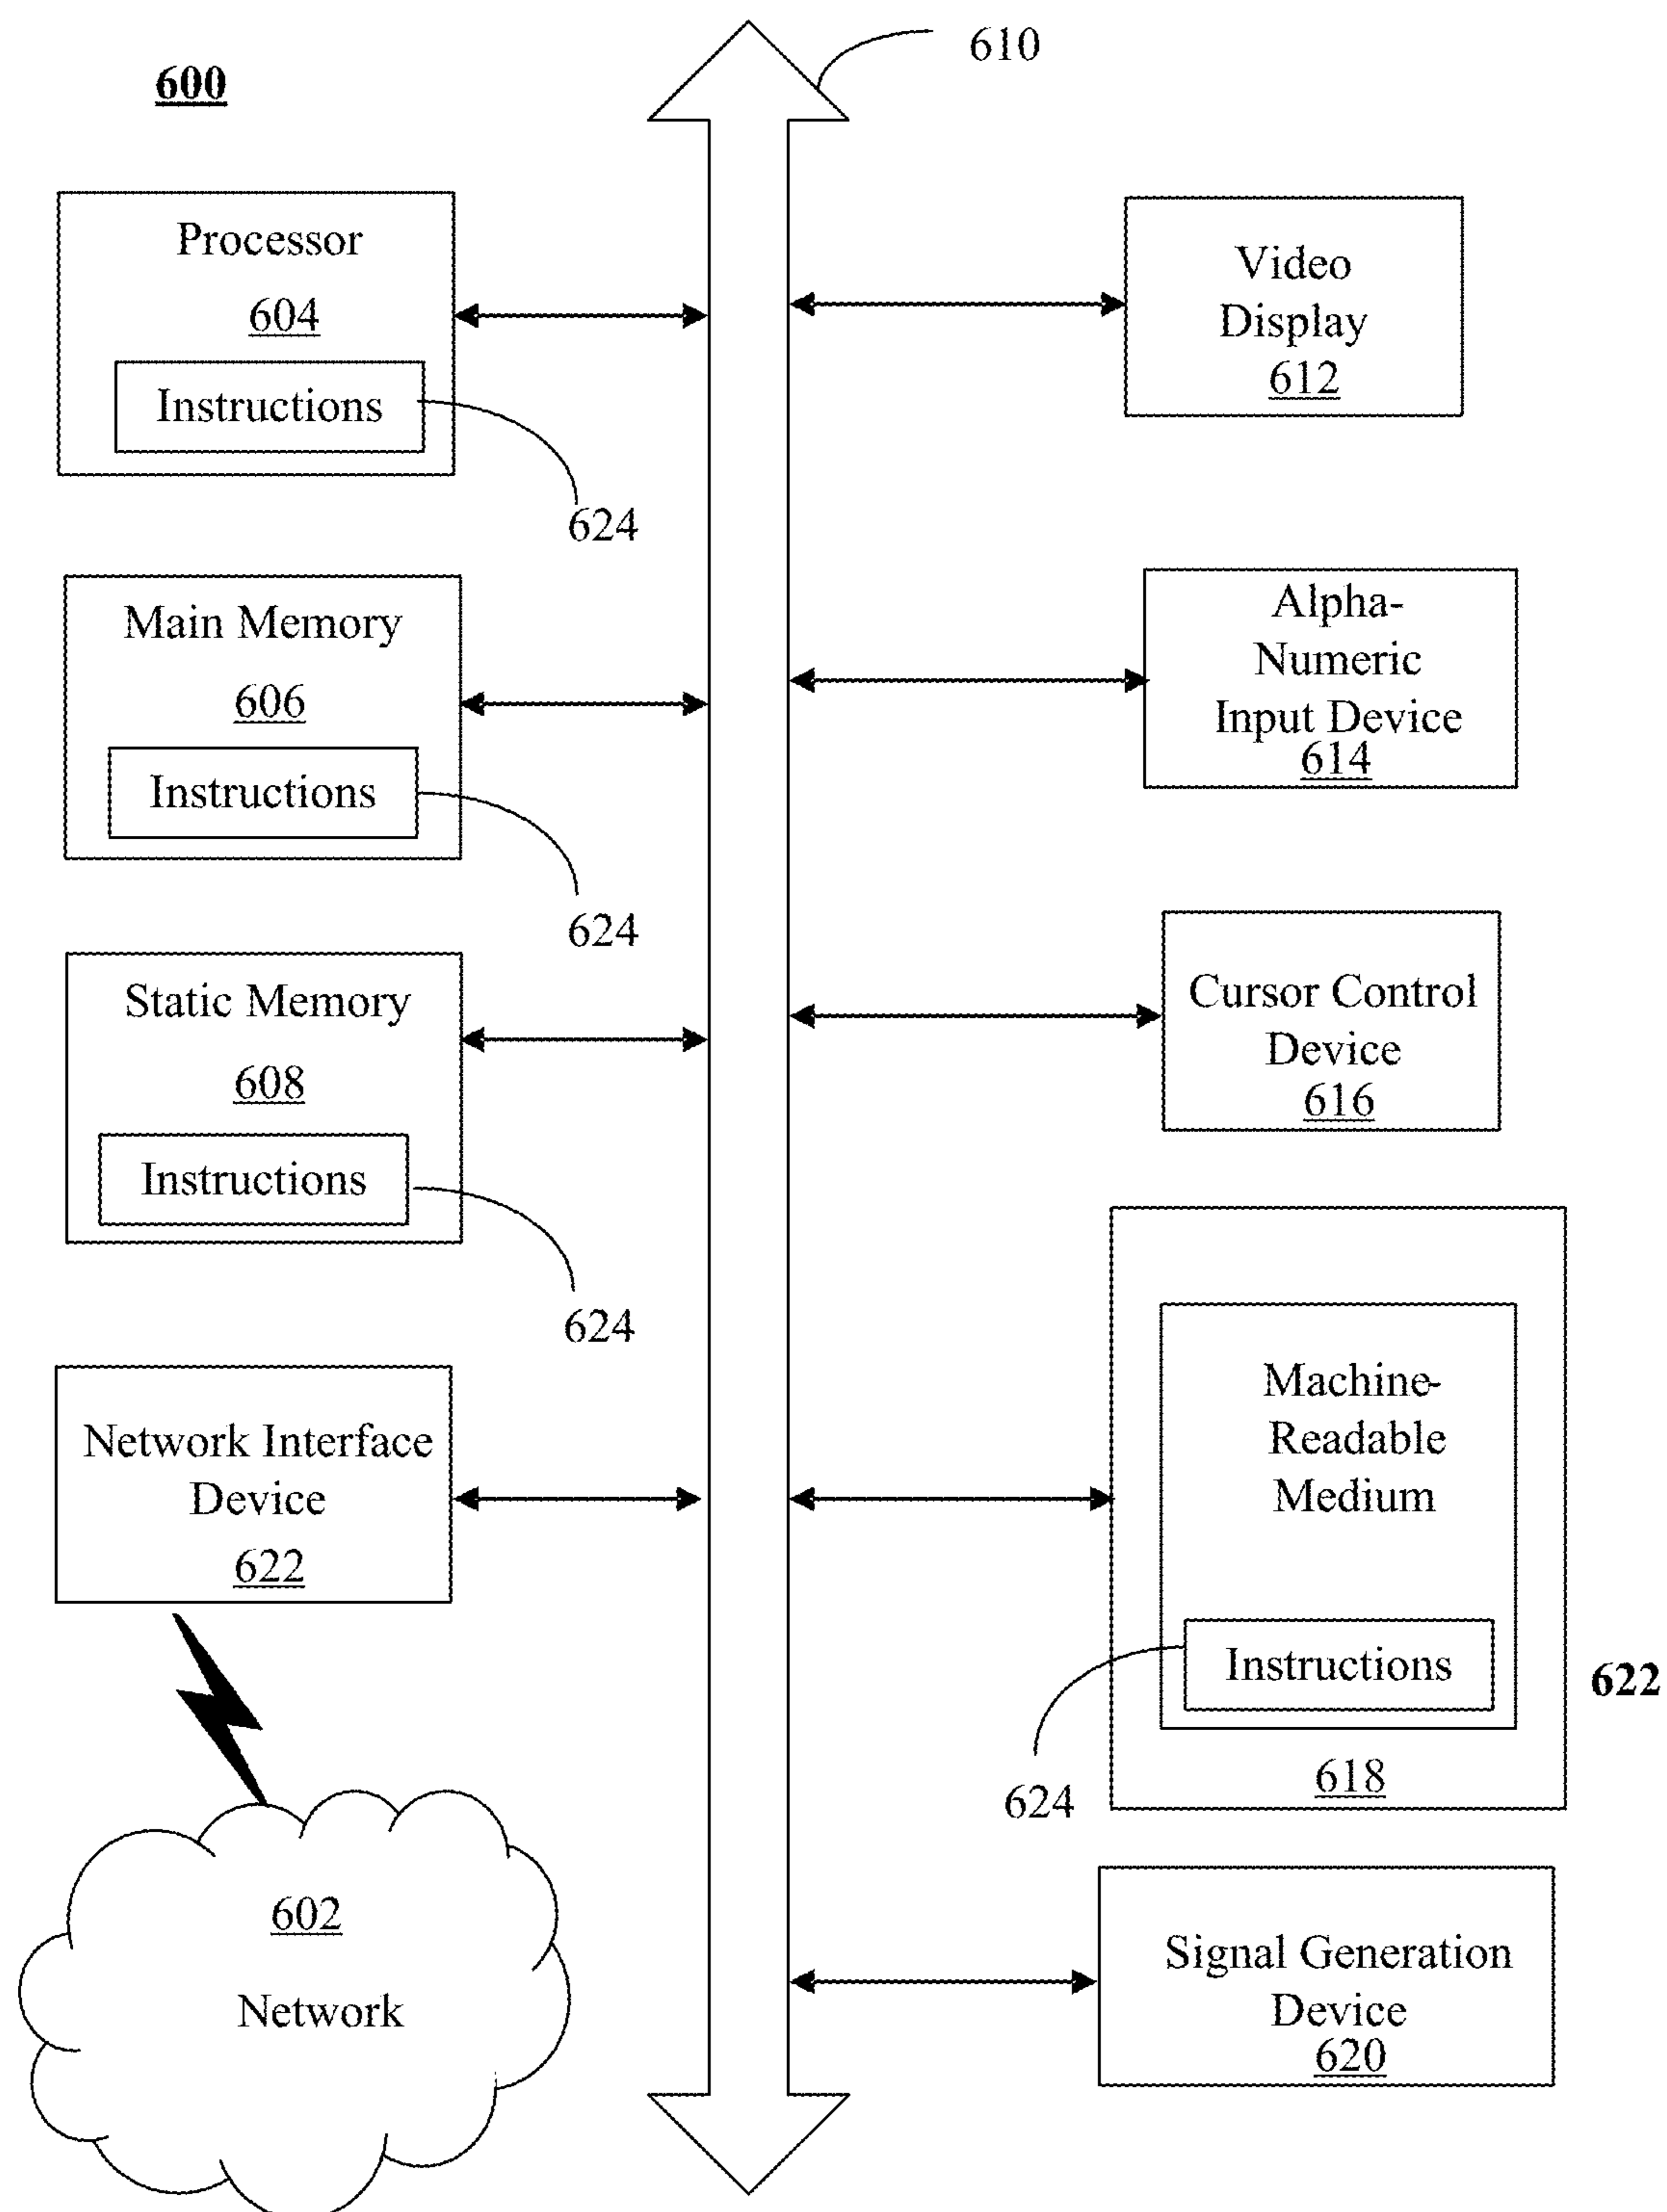 600
610
Processor
604
Instructions
624
Main Memory
606
Instructions
624
Static Memory
608
Instructions
624
Network Interface
Device
622
602
Network
Video
Display
612
Alpha-
Numeric
Input Device
614
Cursor Control
Device
616
Machine-
Readable
Medium
Instructions
622
624
618
Signal Generation
Device
620